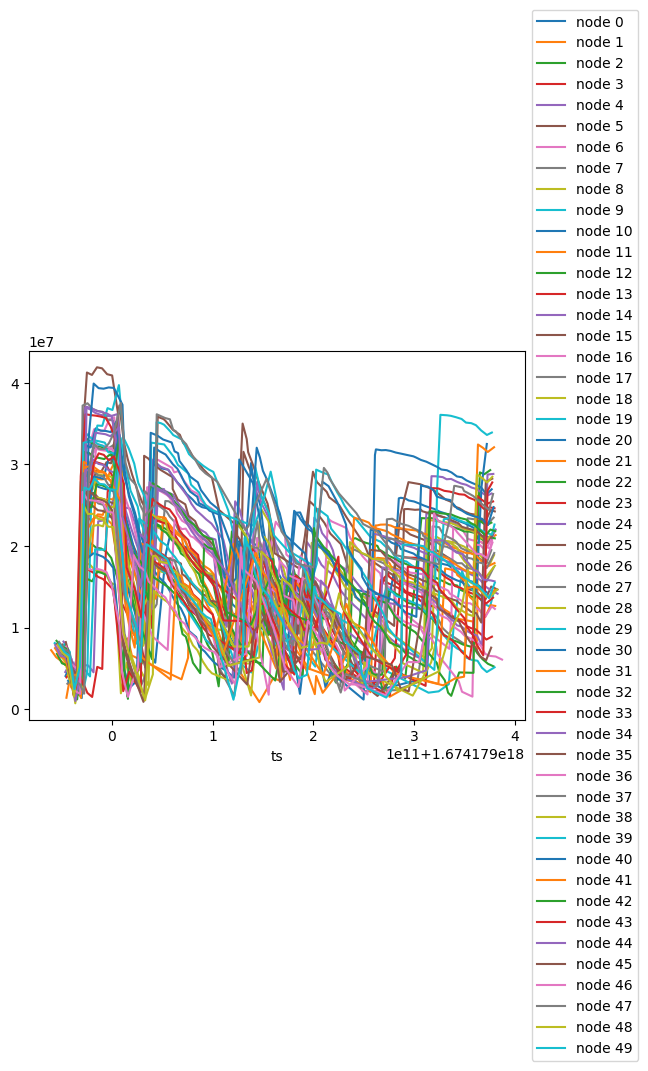 1e7
4
3
2
1
0
0 1 2 3 4
ts
1e11+1.674179e18
node 0
node 1
node 2
node 3
node 4
node 5
node 6
node 7
node 8
node 9
node 10
node 11
node 12
node 13
node 14
node 15
node 16
node 17
node 18
node 19
node 20
node 21
node 22
node 23
node 24
node 25
node 26
node 27
node 28
node 29
node 30
node 31
node 32
node 33
node 34
node 35
node 36
node 37
node 38
node 39
node 40
node 41
node 42
node 43
node 44
node 45
node 46
node 47
node 48
node 49